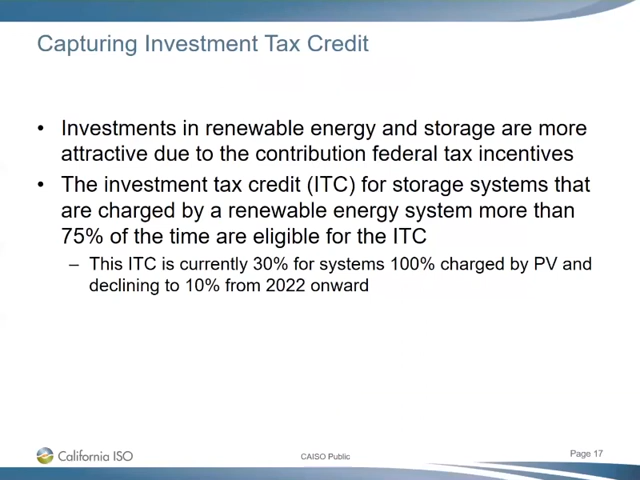 Capturing Investment Tax Credit
• Investments in renewable energy and storage are more
attractive due to the contribution federal tax incentives
• The investment tax credit (ITC) for storage systems that
are charged by a renewable energy system more than
75% of the time are eligible for the ITC
– This ITC is currently 30% for systems 100% charged by PV and
declining to 10% from 2022 onward
California ISO
CAISO Public
Page 17